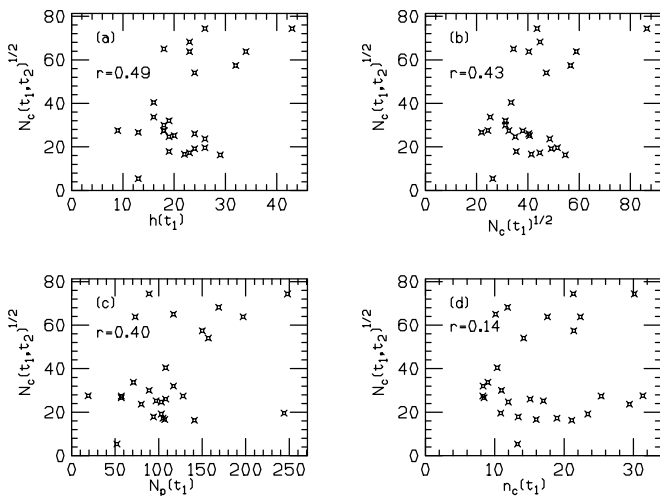 80
60
40
20
0
N_c(t_1,t_2)^{1/2}
(a)
r=0.49
0 10 20 30 40
h(t_1)
80
60
40
20
0
N_c(t_1,t_2)^{1/2}
(b)
r=0.43
0 20 40 60 80
N_c(t_1)^{1/2}
80
60
40
20
0
N_c(t_1,t_2)^{1/2}
(c)
r=0.40
0 50 100 150 200 250
N_p(t_1)
80
60
40
20
0
N_c(t_1,t_2)^{1/2}
(d)
r=0.14
0 10 20 30
n_c(t_1)